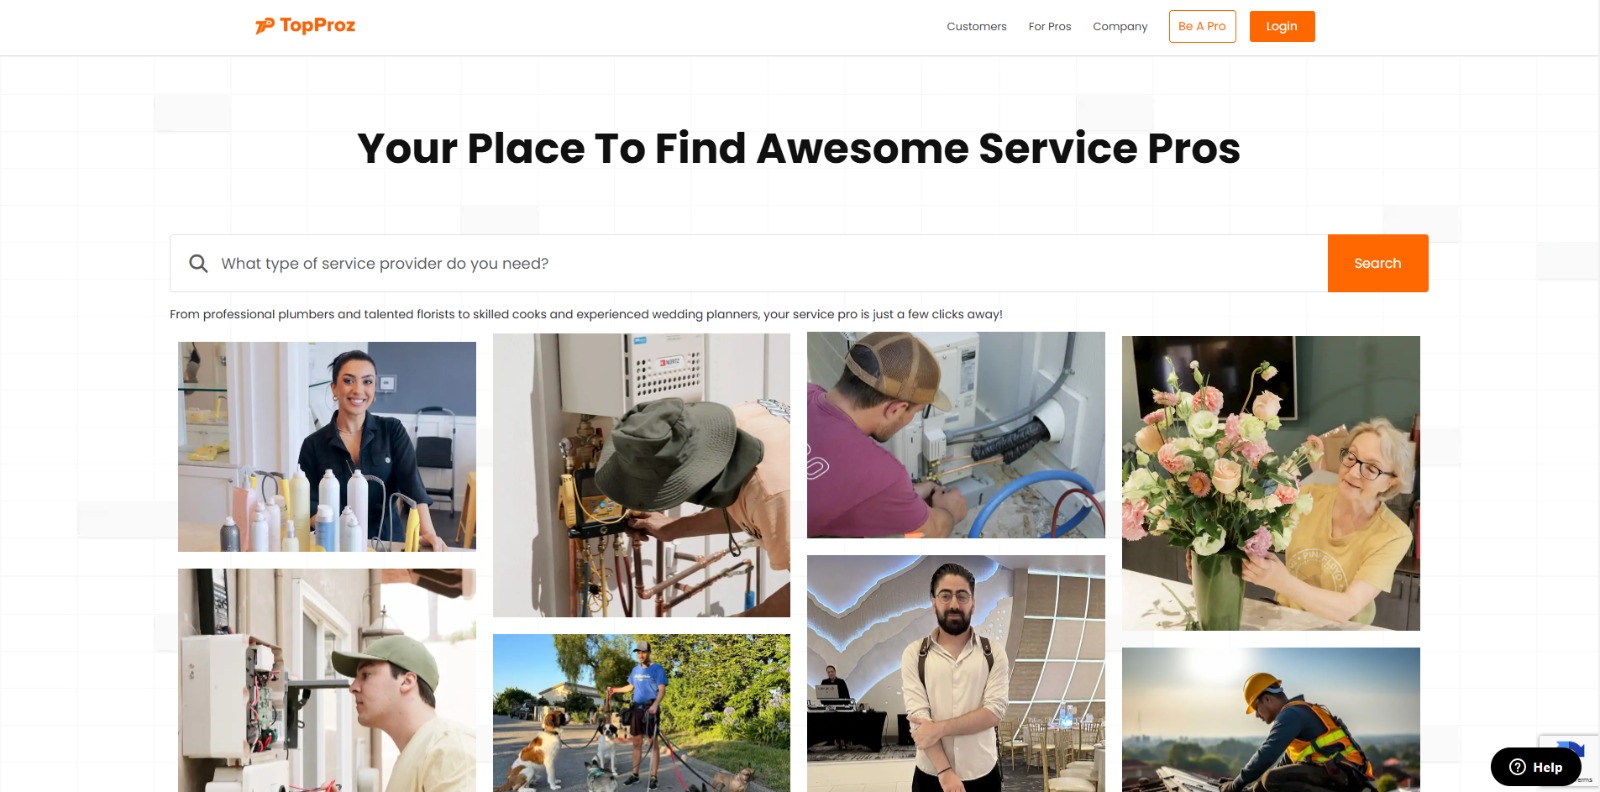 TopProz
Customers
For Pros
Company
Be A Pro
Login
Your Place To Find Awesome Service Pros
What type of service provider do you need?
Search
From professional plumbers and talented florists to skilled cooks and experienced wedding planners, your service pro is just a few clicks away!
Help